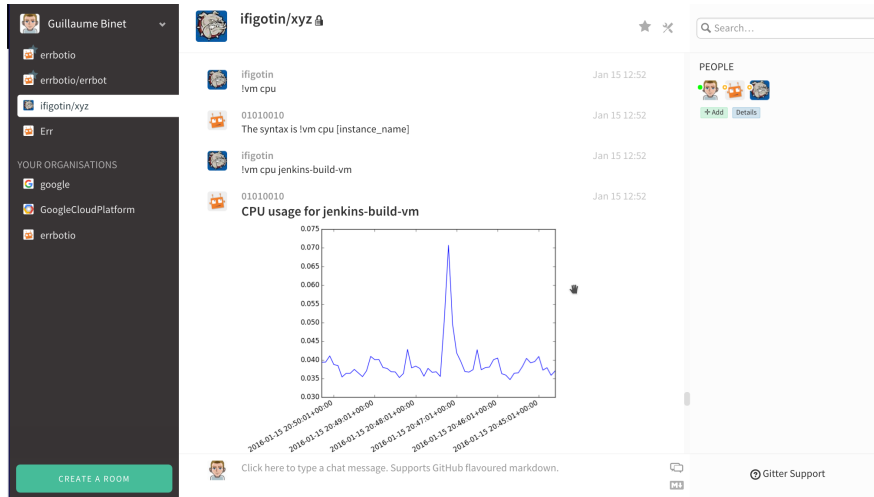 Guillaume Binet
errbotio
errbotio/errbot
ifigotin/xyz
Err
YOUR ORGANISATIONS
google
GoogleCloudPlatform
errbotio
CREATE A ROOM
ifigotin/xyz
ifigotin Jan 15 12:52
!vm cpu
01010010 Jan 15 12:52
The syntax is !vm cpu [instance_name]
ifigotin Jan 15 12:52
!vm cpu jenkins-build-vm
01010010 Jan 15 12:52
CPU usage for jenkins-build-vm
0.075
0.070
0.065
0.060
0.055
0.050
0.045
0.040
0.035
0.030
2016-01-15 20:50:01+00:00
2016-01-15 20:49:01+00:00
2016-01-15 20:48:01+00:00
2016-01-15 20:47:01+00:00
2016-01-15 20:46:01+00:00
2016-01-15 20:45:01+00:00
Click here to type a chat message. Supports GitHub flavoured markdown.
M
Search...
PEOPLE
+ Add Details
? Gitter Support